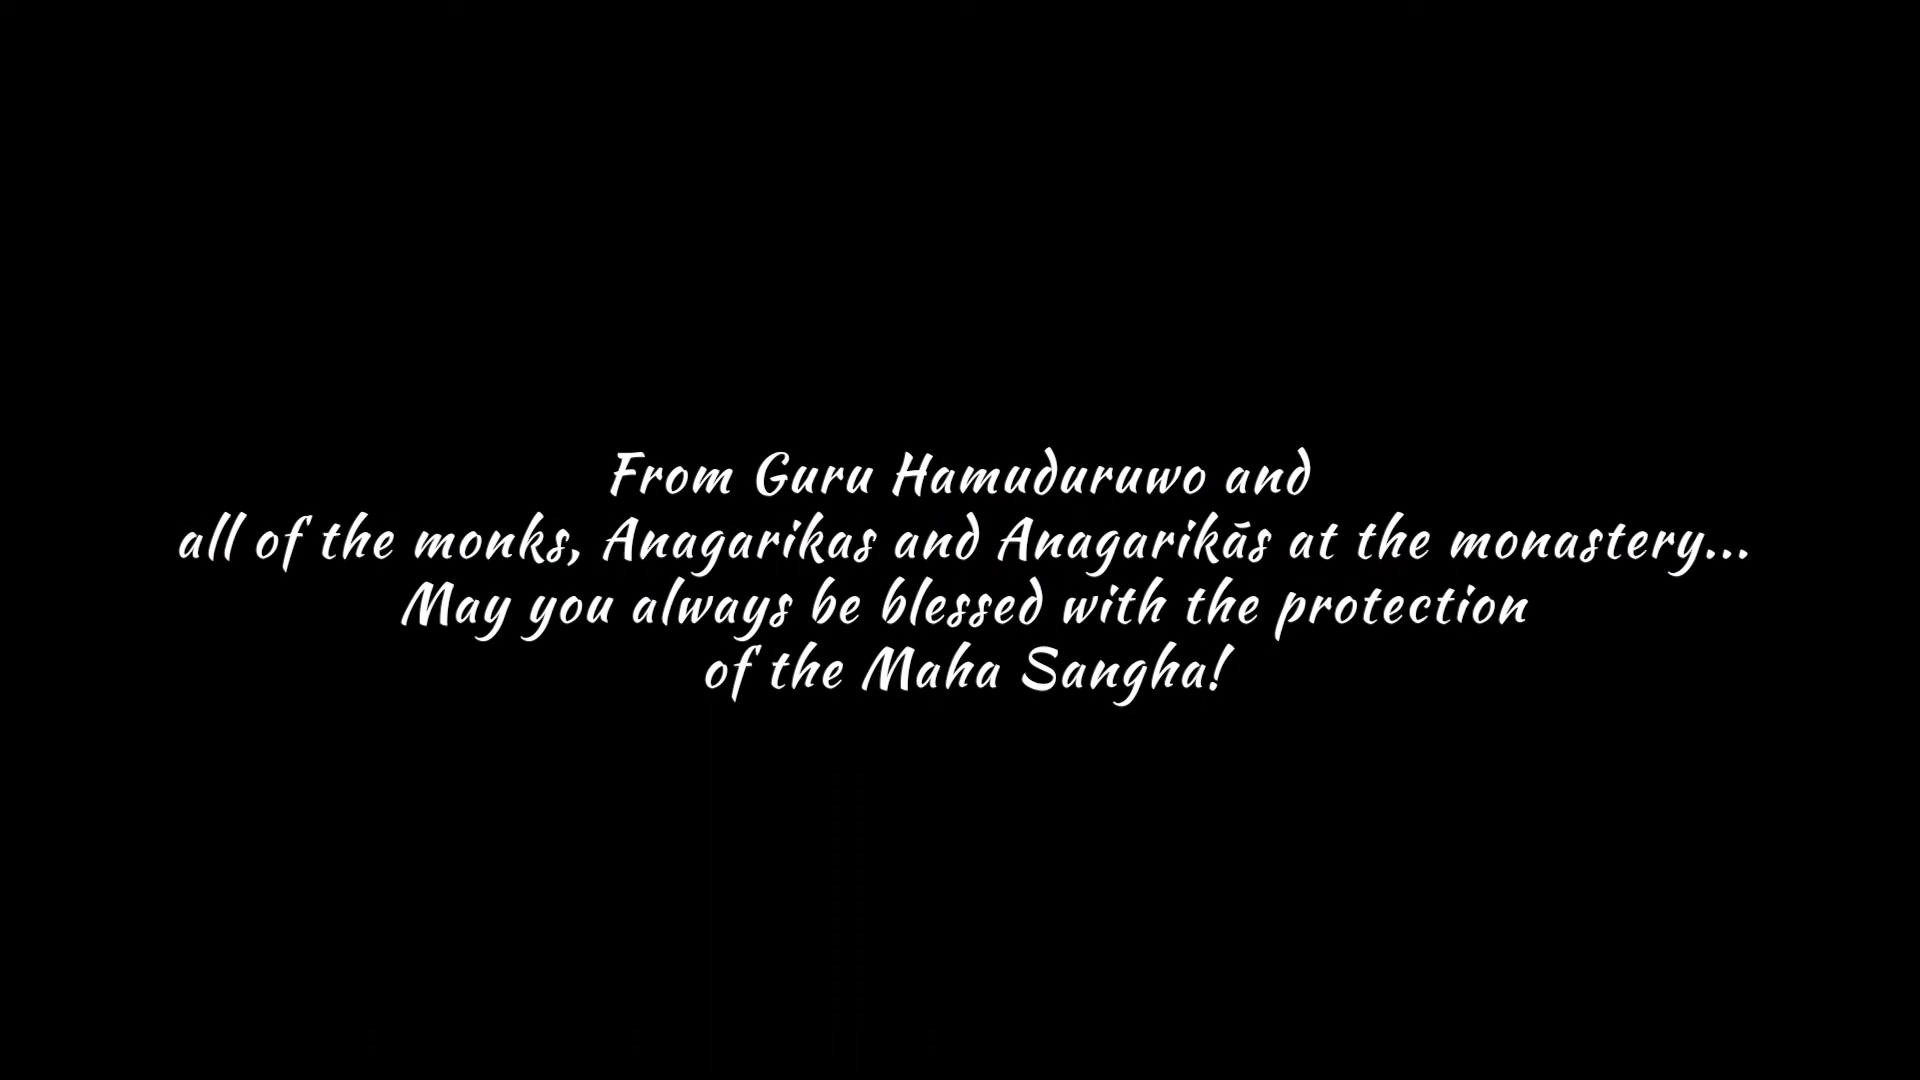 From Guru Hamuduruwo and
all of the monks, Anagarikas and Anagarikās at the monastery...
May you always be blessed with the protection
of the Maha Sangha!